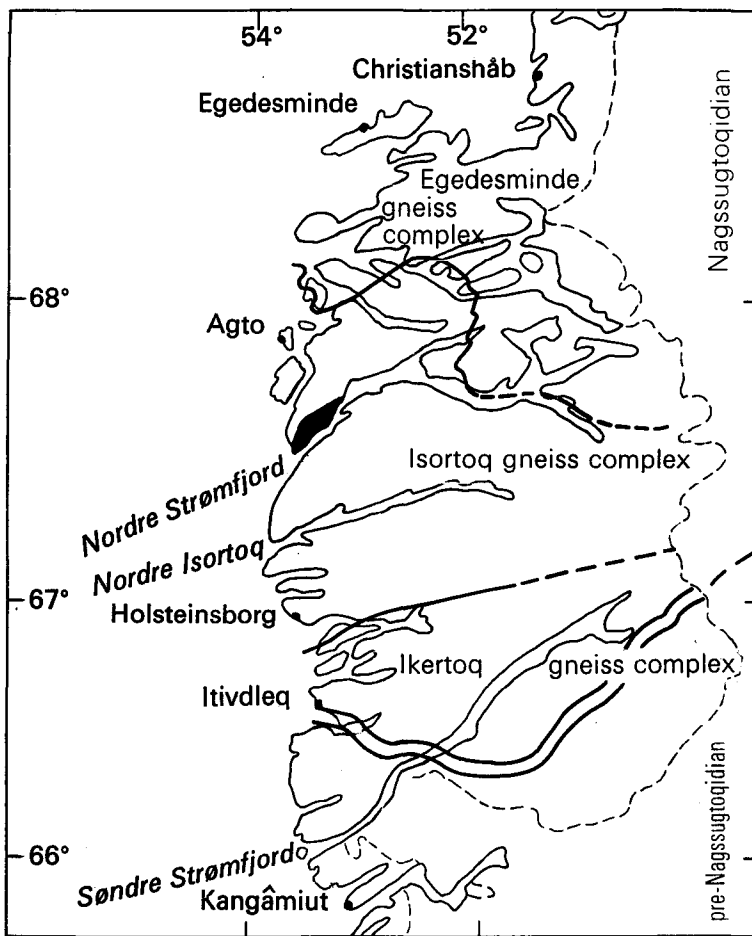 54° 52°
Christianshåb
Egedesminde
Egedesminde
gneiss
complex
Nagssugtoqidian
68°
Agto
Isortoq gneiss complex
Nordre Strømfjord
Nordre Isortoq
67°
Holsteinsborg
Ikertoq gneiss complex
Itivdleq
pre-Nagssugtoqidian
66°
Søndre Strømfjord
Kangâmiut